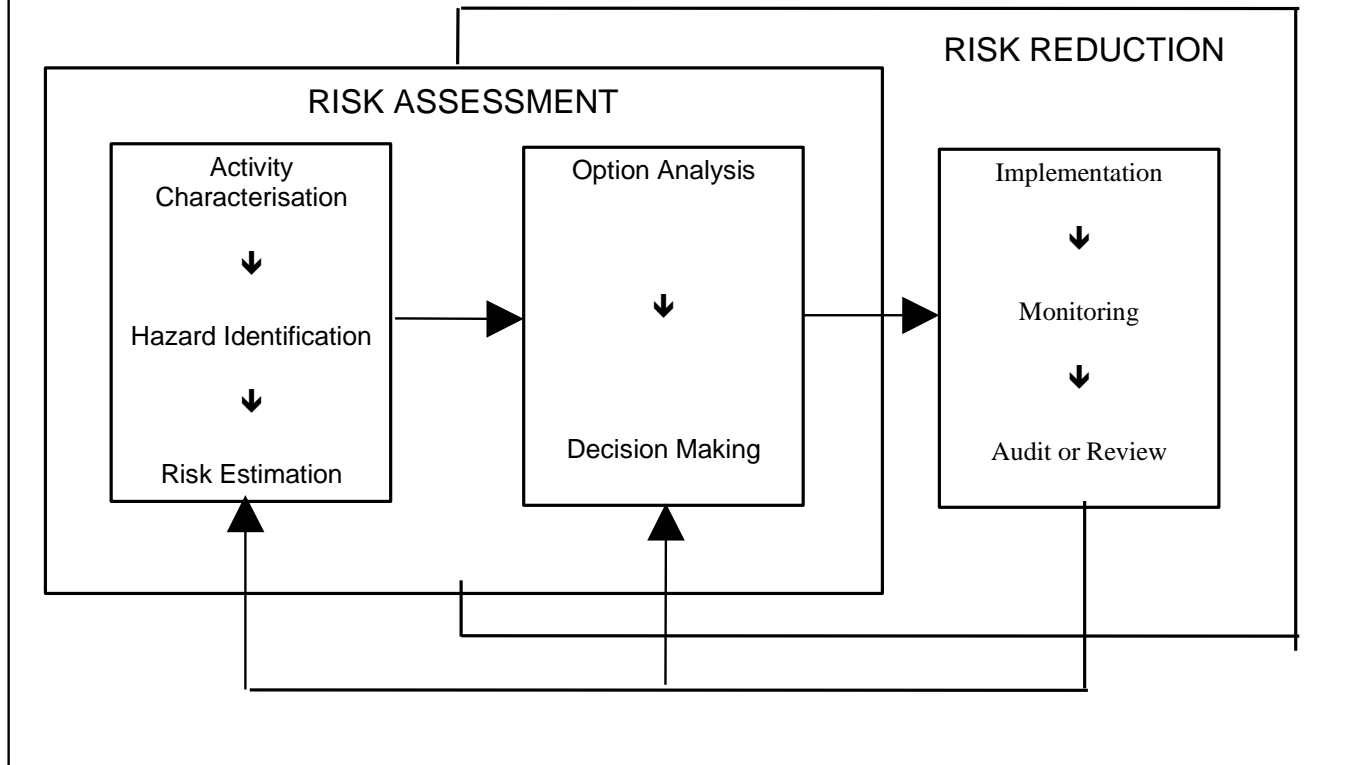 RISK REDUCTION
RISK ASSESSMENT
Activity
Characterisation
Hazard Identification
Risk Estimation
Option Analysis
Decision Making
Implementation
Monitoring
Audit or Review